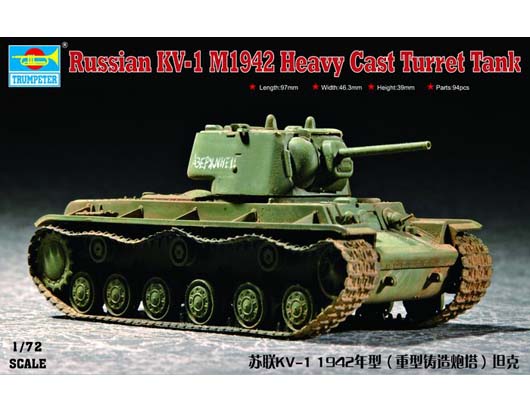 TRUMPETER
®
Russian KV-1 M1942 Heavy Cast Turret Tank
★ Length:97mm ★ Width:46.3mm ★ Height:39mm ★ Parts:94pcs
1/72
SCALE
苏联KV-1 1942年型（重型铸造炮塔）坦克